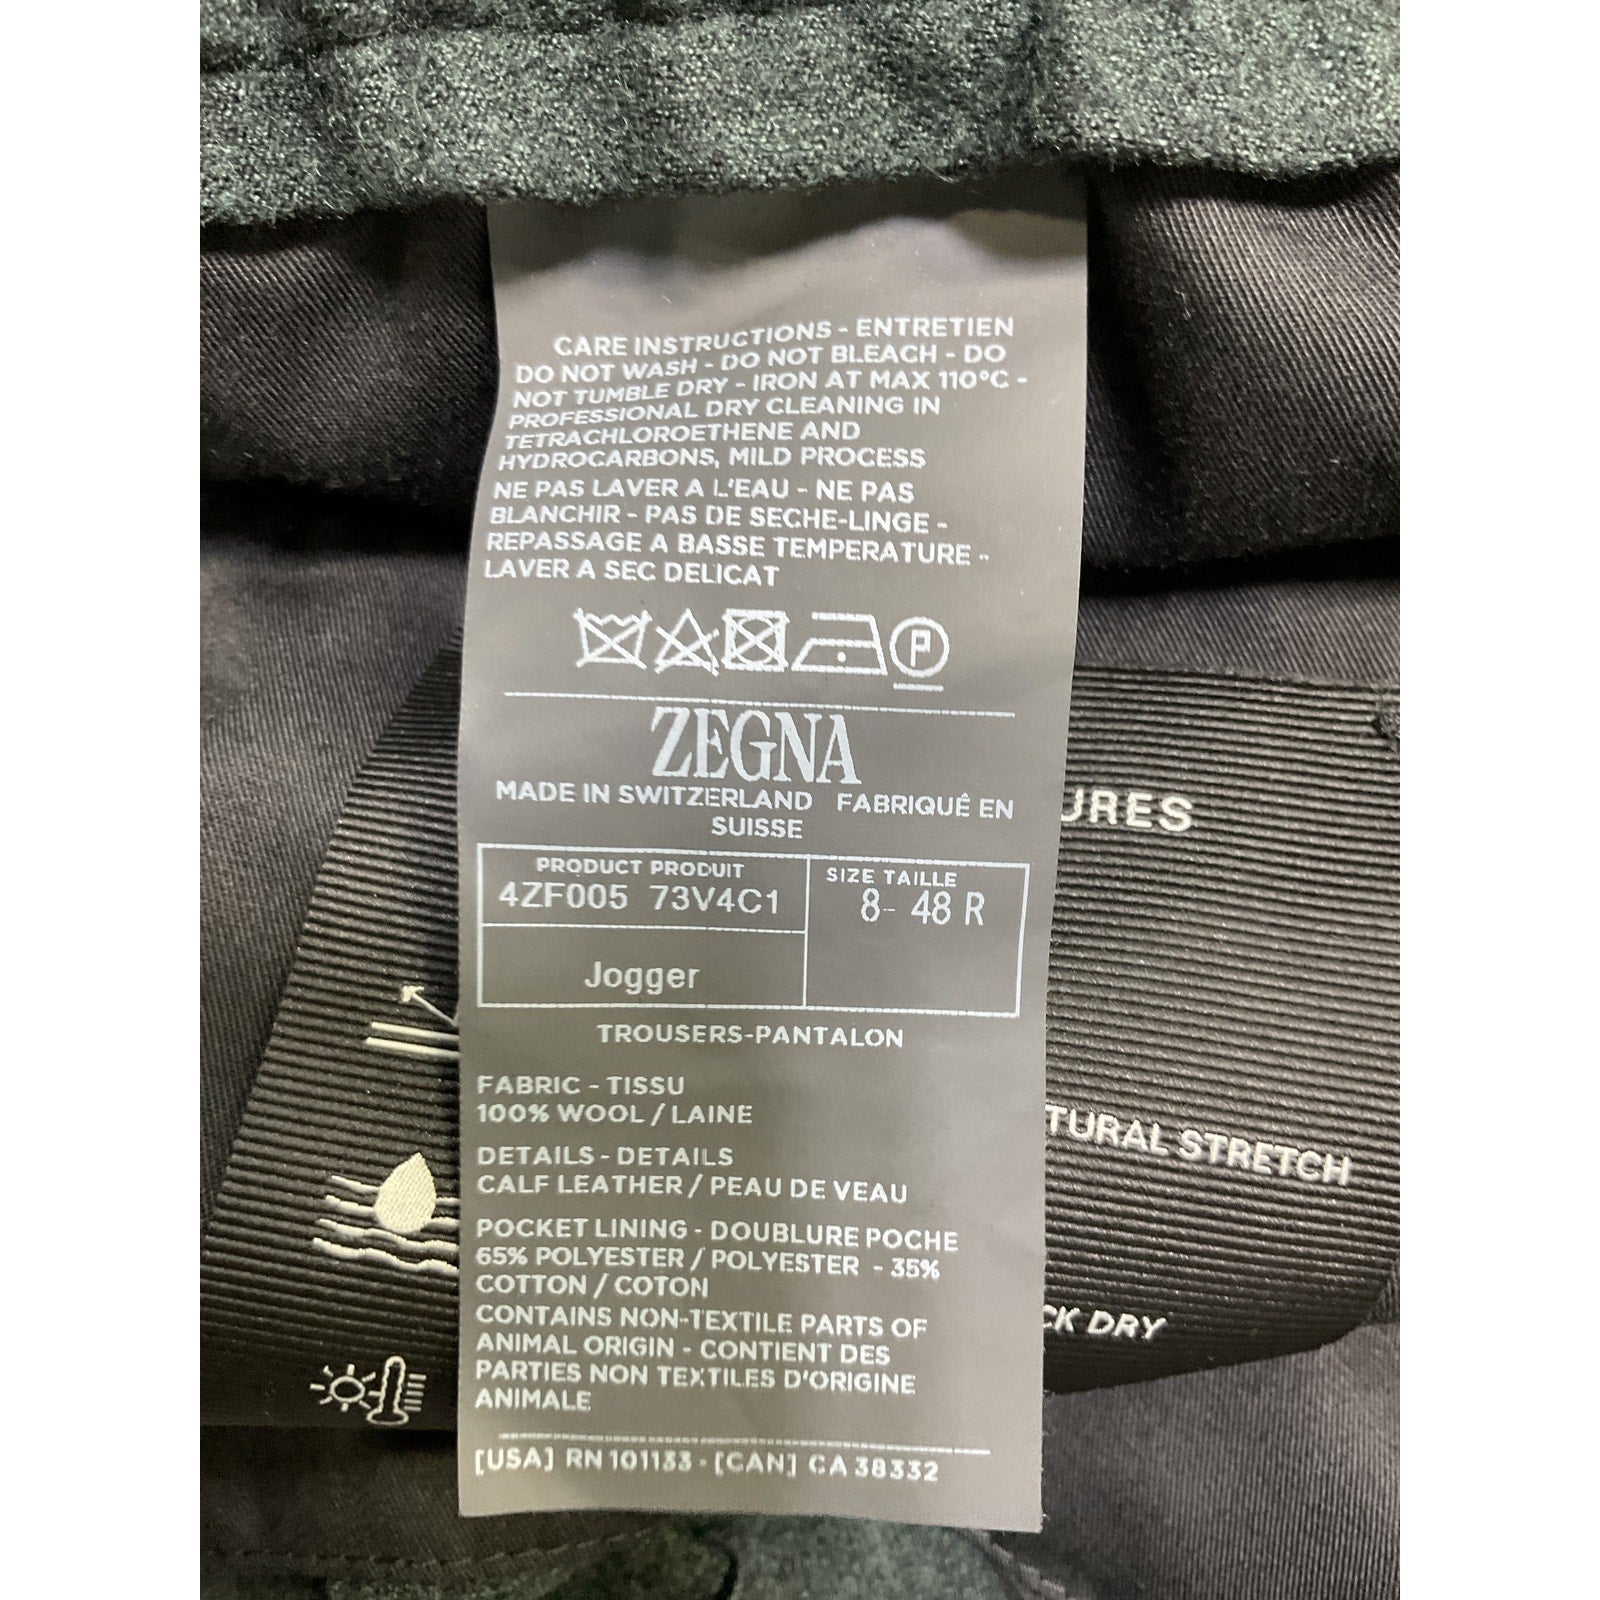 CARE INSTRUCTIONS - ENTRETIEN
DO NOT WASH - DO NOT BLEACH - DO
NOT TUMBLE DRY - IRON AT MAX 110°C -
PROFESSIONAL DRY CLEANING IN
TETRACHLOROETHENE AND
HYDROCARBONS, MILD PROCESS
NE PAS LAVER A L'EAU - NE PAS
BLANCHIR - PAS DE SECHE-LINGE -
REPASSAGE A BASSE TEMPERATURE -
LAVER A SEC DELICAT
P
ZEGNA
MADE IN SWITZERLAND FABRIQUÉ EN
SUISSE
PRODUCT PRODUIT
4ZF005 73V4C1
SIZE TAILLE
8- 48 R
Jogger
TROUSERS-PANTALON
FABRIC - TISSU
100% WOOL / LAINE
DETAILS - DETAILS
CALF LEATHER / PEAU DE VEAU
POCKET LINING - DOUBLURE POCHE
65% POLYESTER / POLYESTER - 35%
COTTON / COTON
CONTAINS NON-TEXTILE PARTS OF
ANIMAL ORIGIN - CONTIENT DES
PARTIES NON TEXTILES D'ORIGINE
ANIMALE
[USA] RN 101133 - [CAN] CA 38332
URES
TURAL STRETCH
CK DRY